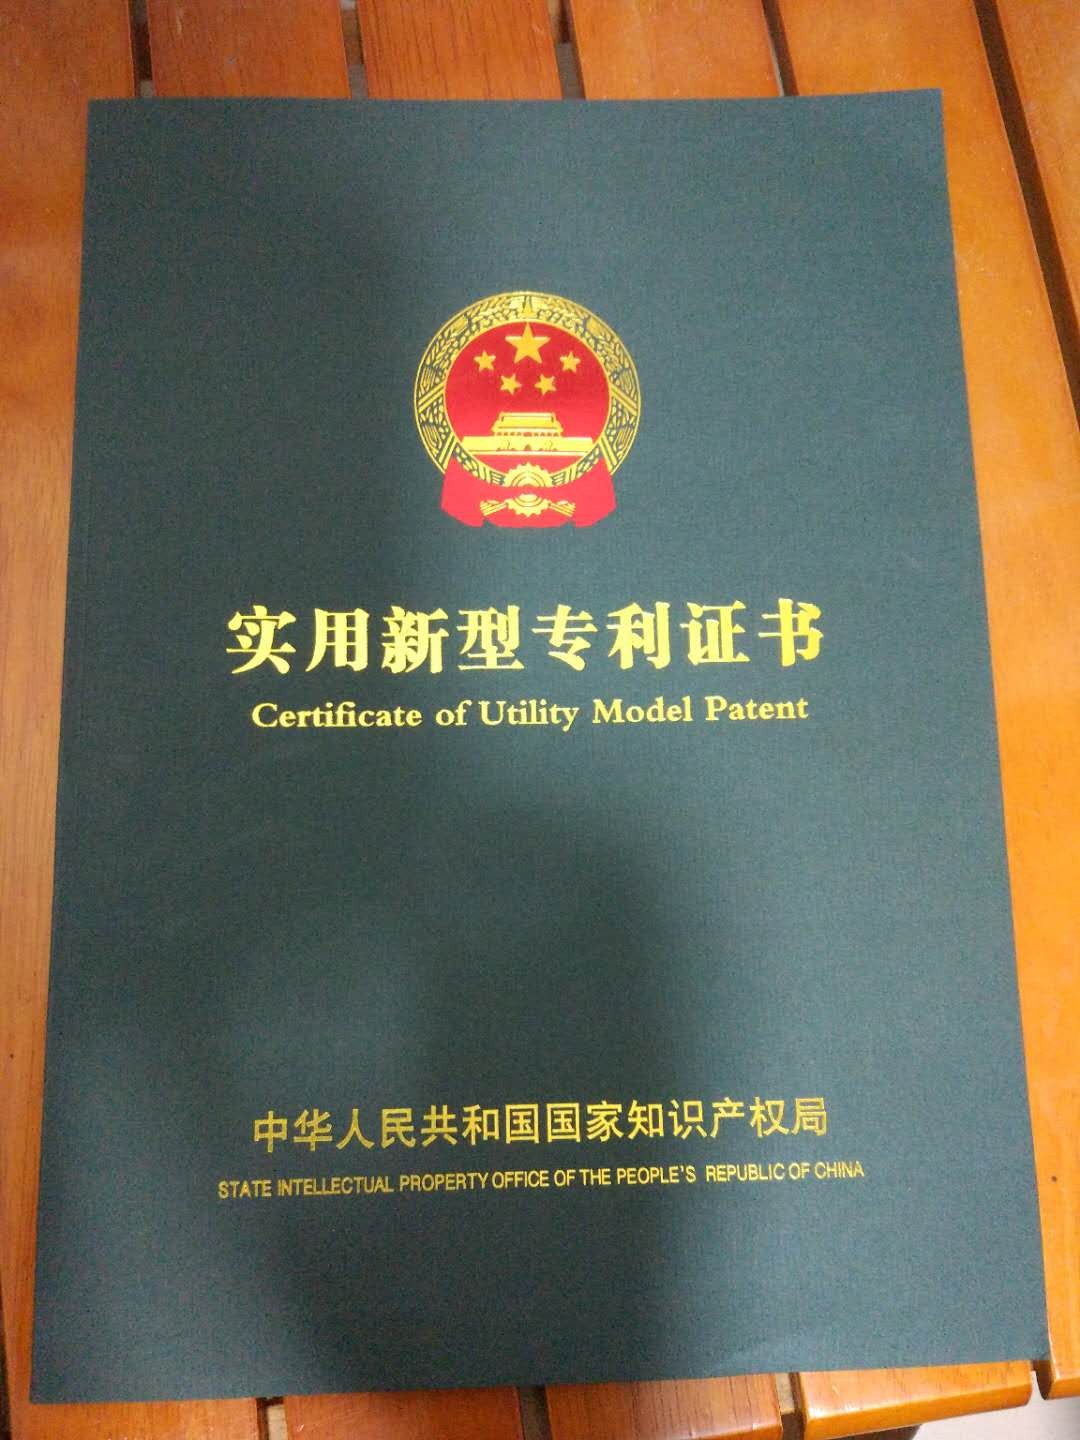 实用新型专利证书
Certificate of Utility Model Patent
中华人民共和国国家知识产权局
STATE INTELLECTUAL PROPERTY OFFICE OF THE PEOPLE'S REPUBLIC OF CHINA